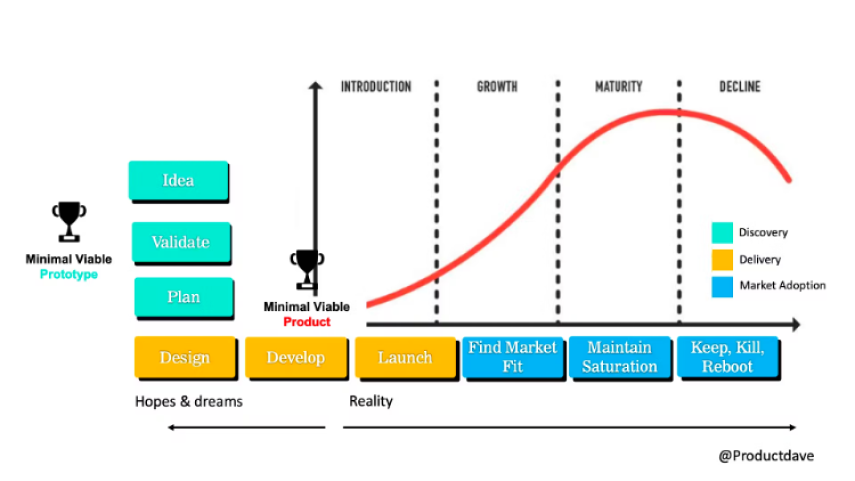 INTRODUCTION
GROWTH
MATURITY
DECLINE
Idea
Validate
Plan
Minimal Viable
Prototype
Minimal Viable
Product
Discovery
Delivery
Market Adoption
Design
Develop
Launch
Find Market
Fit
Maintain
Saturation
Keep, Kill,
Reboot
Hopes & dreams
Reality
@Productdave